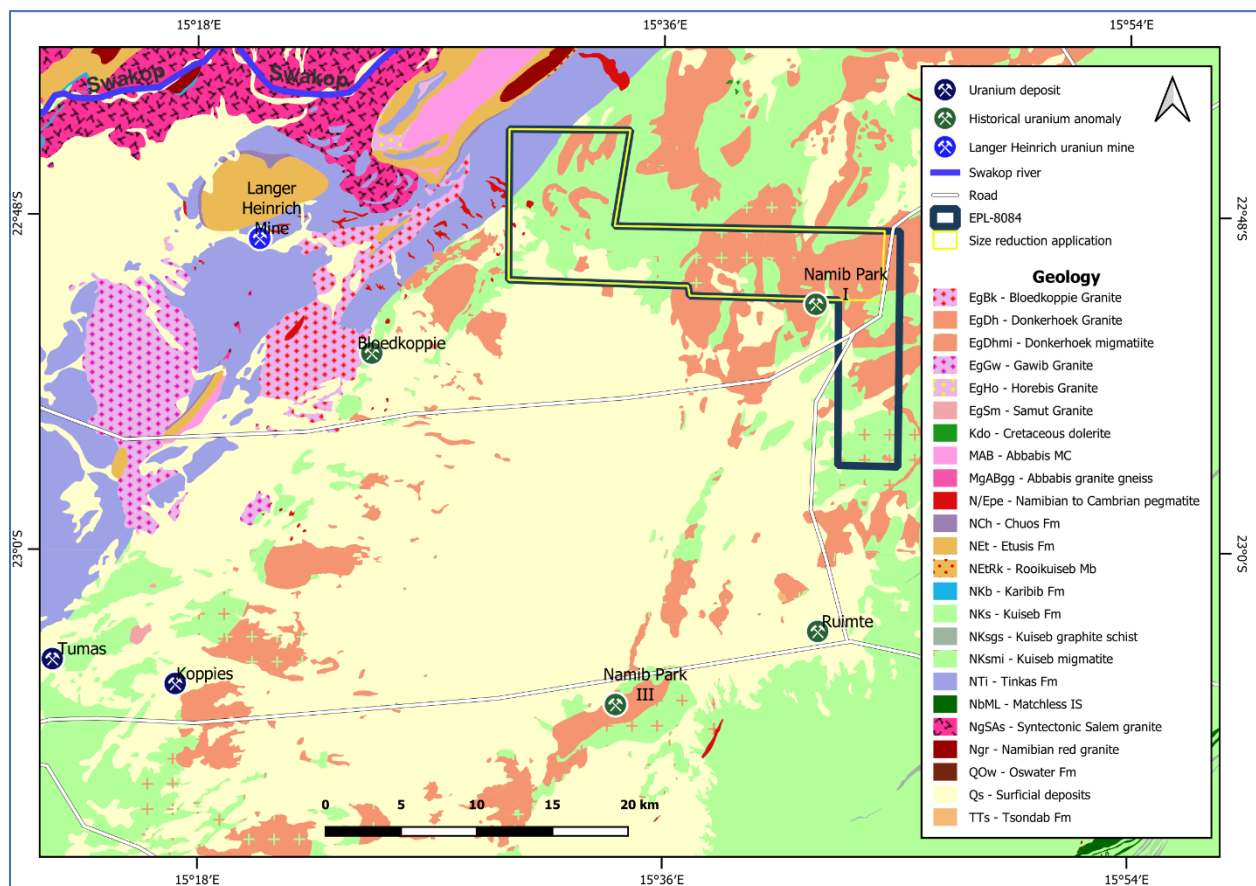 15°18′E
15°36′E
15°54′E
Swakop
Swakop
22°48′S
22°48′S
Langer
Heinrich
Mine
Namib Park
I
Bloedkoppie
23°0′S
23°0′S
Tumas
Koppies
Ruimte
Namib Park
III
0 5 10 15 20 km
15°18′E
15°36′E
15°54′E
Uranium deposit
Historical uranium anomaly
Langer Heinrich uraniun mine
Swakop river
Road
EPL-8084
Size reduction application
Geology
EgBk - Bloedkoppie Granite
EgDh - Donkerhoek Granite
EgDhmi - Donkerhoek migmatiite
EgGw - Gawib Granite
EgHo - Horebis Granite
EgSm - Samut Granite
Kdo - Cretaceous dolerite
MAB - Abbabis MC
MgABgg - Abbabis granite gneiss
N/Epe - Namibian to Cambrian pegmatite
NCh - Chuos Fm
NEt - Etusis Fm
NEtRk - Rooikuiseb Mb
NKb - Karibib Fm
NKs - Kuiseb Fm
NKsgs - Kuiseb graphite schist
NKsmi - Kuiseb migmatite
NTi - Tinkas Fm
NbML - Matchless IS
NgSAs - Syntectonic Salem granite
Ngr - Namibian red granite
QOw - Oswater Fm
Qs - Surficial deposits
TTs - Tsondab Fm